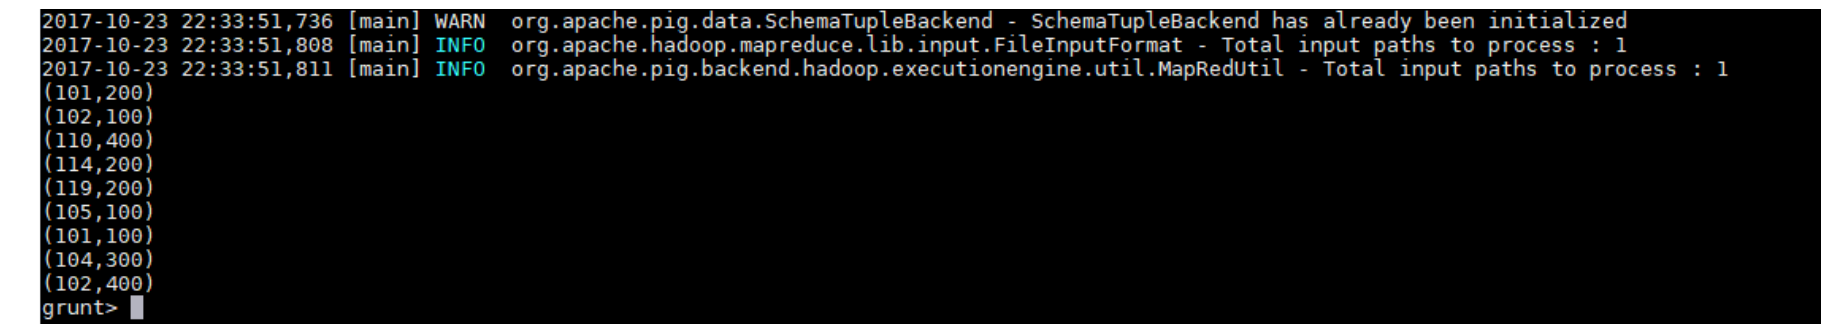 2017-10-23 22:33:51,736 [main] WARN  org.apache.pig.data.SchemaTupleBackend - SchemaTupleBackend has already been initialized
2017-10-23 22:33:51,808 [main] INFO  org.apache.hadoop.mapreduce.lib.input.FileInputFormat - Total input paths to process : 1
2017-10-23 22:33:51,811 [main] INFO  org.apache.pig.backend.hadoop.executionengine.util.MapRedUtil - Total input paths to process : 1
(101,200)
(102,100)
(110,400)
(114,200)
(119,200)
(105,100)
(101,100)
(104,300)
(102,400)
grunt>